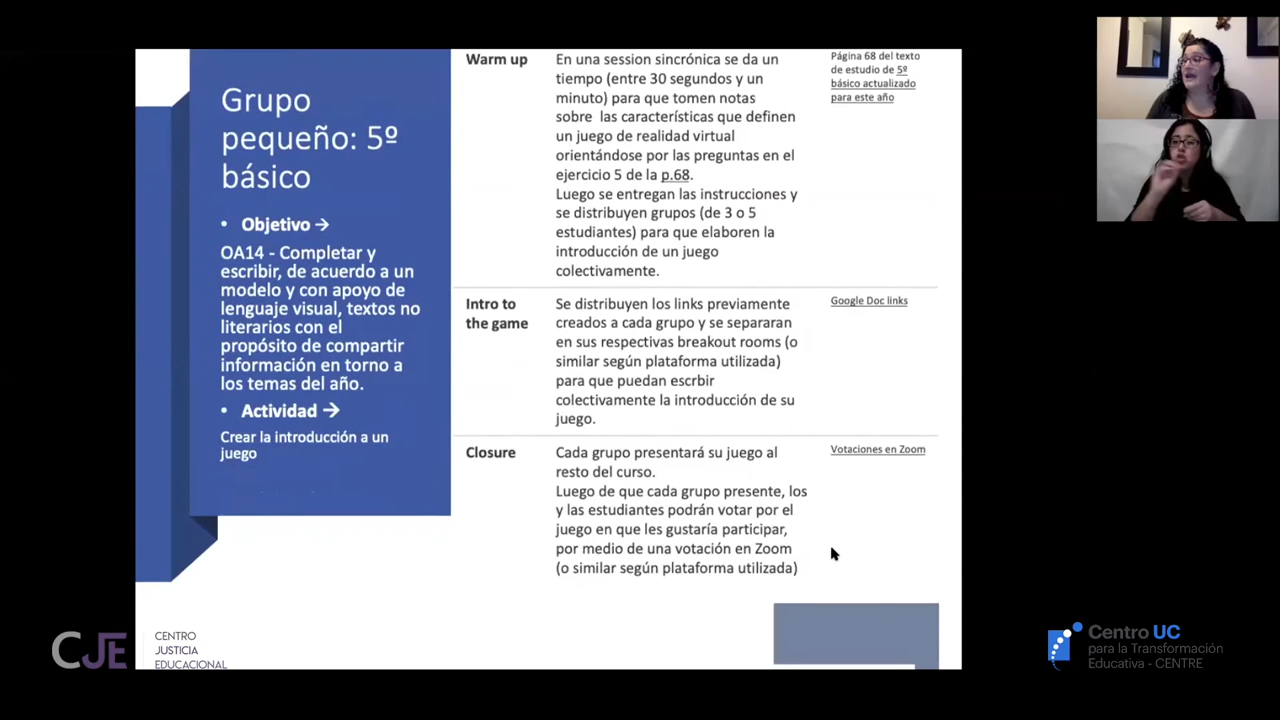 Grupo
pequeño: 5º
básico
• Objetivo →
OA14 - Completar y
escribir, de acuerdo a un
modelo y con apoyo de
lenguaje visual, textos no
literarios con el
propósito de compartir
información en torno a
los temas del año.
• Actividad →
Crear la introducción a un
juego
Warm up
En una session sincrónica se da un
tiempo (entre 30 segundos y un
minuto) para que tomen notas
sobre las características que definen
un juego de realidad virtual
orientándose por las preguntas en el
ejercicio 5 de la p.68.
Luego se entregan las instrucciones y
se distribuyen grupos (de 3 o 5
estudiantes) para que elaboren la
introducción de un juego
colectivamente.
Página 68 del texto
de estudio de 5º
básico actualizado
para este año
Intro to
the game
Se distribuyen los links previamente
creados a cada grupo y se separaran
en sus respectivas breakout rooms (o
similar según plataforma utilizada)
para que puedan escrbir
colectivamente la introducción de su
juego.
Google Doc links
Closure
Cada grupo presentará su juego al
resto del curso.
Luego de que cada grupo presente, los
y las estudiantes podrán votar por el
juego en que les gustaría participar,
por medio de una votación en Zoom
(o similar según plataforma utilizada)
Votaciones en Zoom
CJE
CENTRO
JUSTICIA
EDUCACIONAL
Centro UC
para la Transformación
Educativa - CENTRE